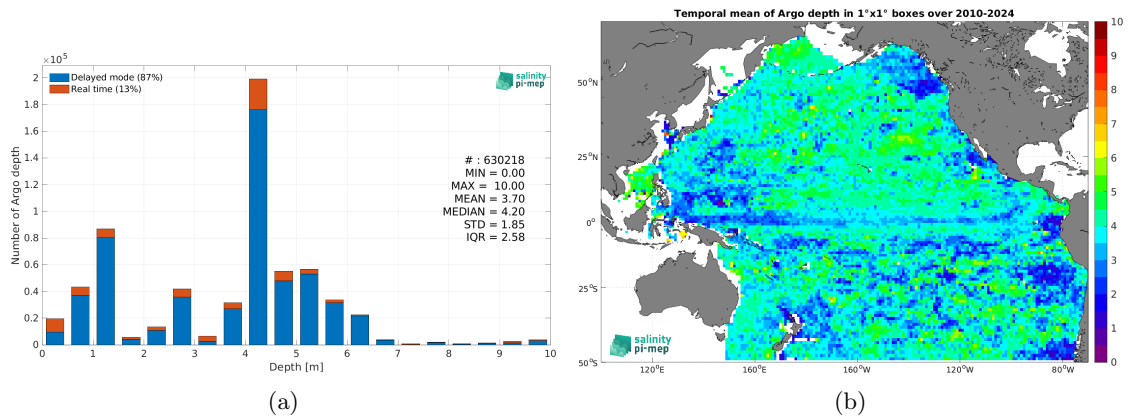 ×10⁵
2
1.8
1.6
1.4
1.2
1
0.8
0.6
0.4
0.2
0
Number of Argo depth
Delayed mode (87%)
Real time (13%)
salinity
pi-mep
# : 630218
MIN = 0.00
MAX = 10.00
MEAN = 3.70
MEDIAN = 4.20
STD = 1.85
IQR = 2.58
0 1 2 3 4 5 6 7 8 9 10
Depth [m]
(a)
Temporal mean of Argo depth in 1°x1° boxes over 2010-2024
50°N
25°N
0°
25°S
50°S
salinity
pi-mep
120°E 160°E 160°W 120°W 80°W
10
9
8
7
6
5
4
3
2
1
0
(b)